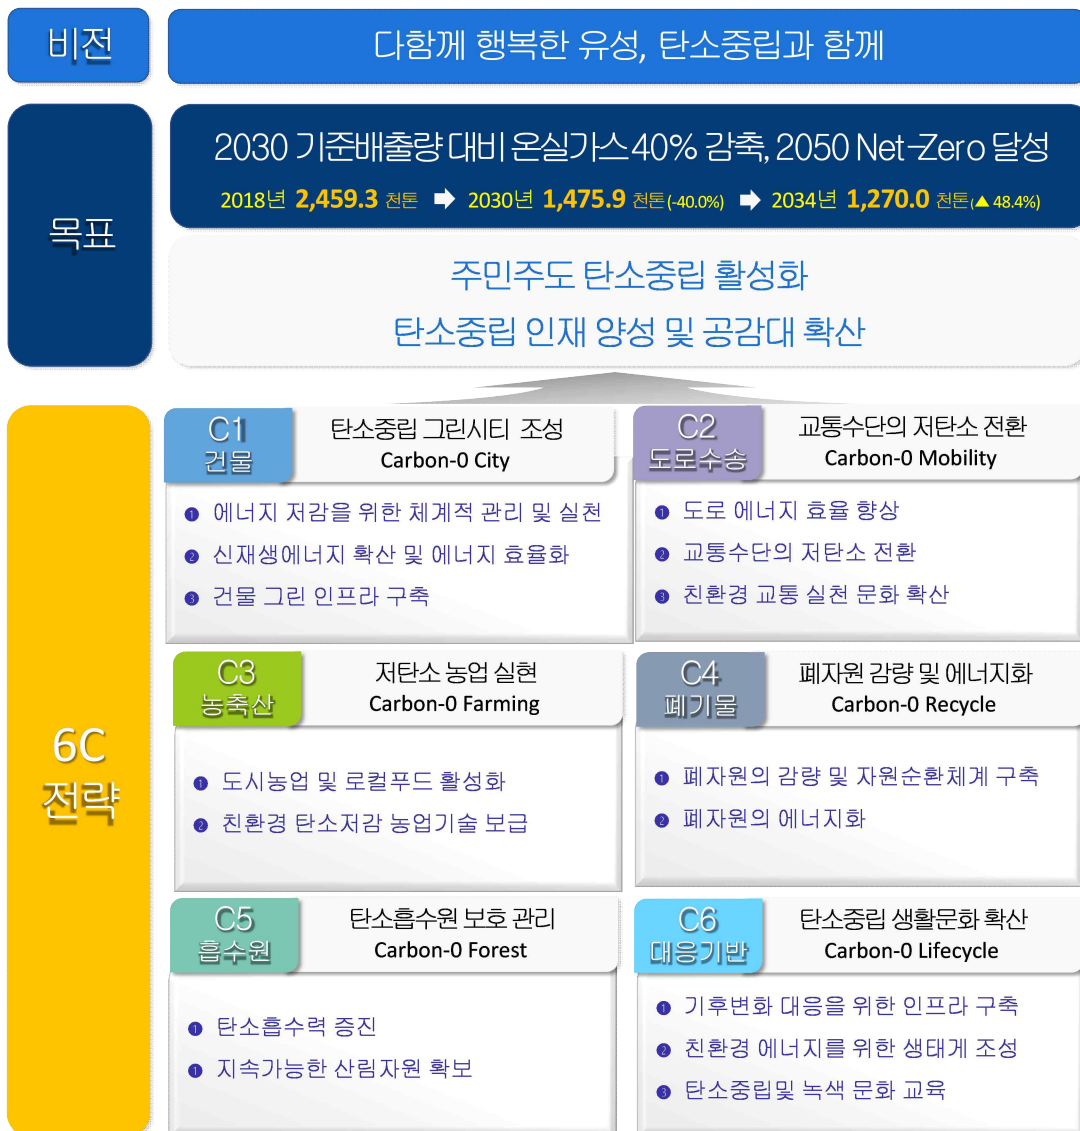 비전
다함께 행복한 유성, 탄소중립과 함께
목표
2030 기준배출량 대비 온실가스 40% 감축, 2050 Net-Zero 달성
2018년 2,459.3 천톤 ➡ 2030년 1,475.9 천톤(-40.0%) ➡ 2034년 1,270.0 천톤(▲ 48.4%)
주민주도 탄소중립 활성화
탄소중립 인재 양성 및 공감대 확산
6C
전략
C1
건물
탄소중립 그린시티 조성
Carbon-0 City
❶ 에너지 저감을 위한 체계적 관리 및 실천
❷ 신재생에너지 확산 및 에너지 효율화
❸ 건물 그린 인프라 구축
C2
도로수송
교통수단의 저탄소 전환
Carbon-0 Mobility
❶ 도로 에너지 효율 향상
❷ 교통수단의 저탄소 전환
❸ 친환경 교통 실천 문화 확산
C3
농축산
저탄소 농업 실현
Carbon-0 Farming
❶ 도시농업 및 로컬푸드 활성화
❷ 친환경 탄소저감 농업기술 보급
C4
폐기물
폐자원 감량 및 에너지화
Carbon-0 Recycle
❶ 폐자원의 감량 및 자원순환체계 구축
❷ 폐자원의 에너지화
C5
흡수원
탄소흡수원 보호 관리
Carbon-0 Forest
❶ 탄소흡수력 증진
❶ 지속가능한 산림자원 확보
C6
대응기반
탄소중립 생활문화 확산
Carbon-0 Lifecycle
❶ 기후변화 대응을 위한 인프라 구축
❷ 친환경 에너지를 위한 생태게 조성
❸ 탄소중립및 녹색 문화 교육